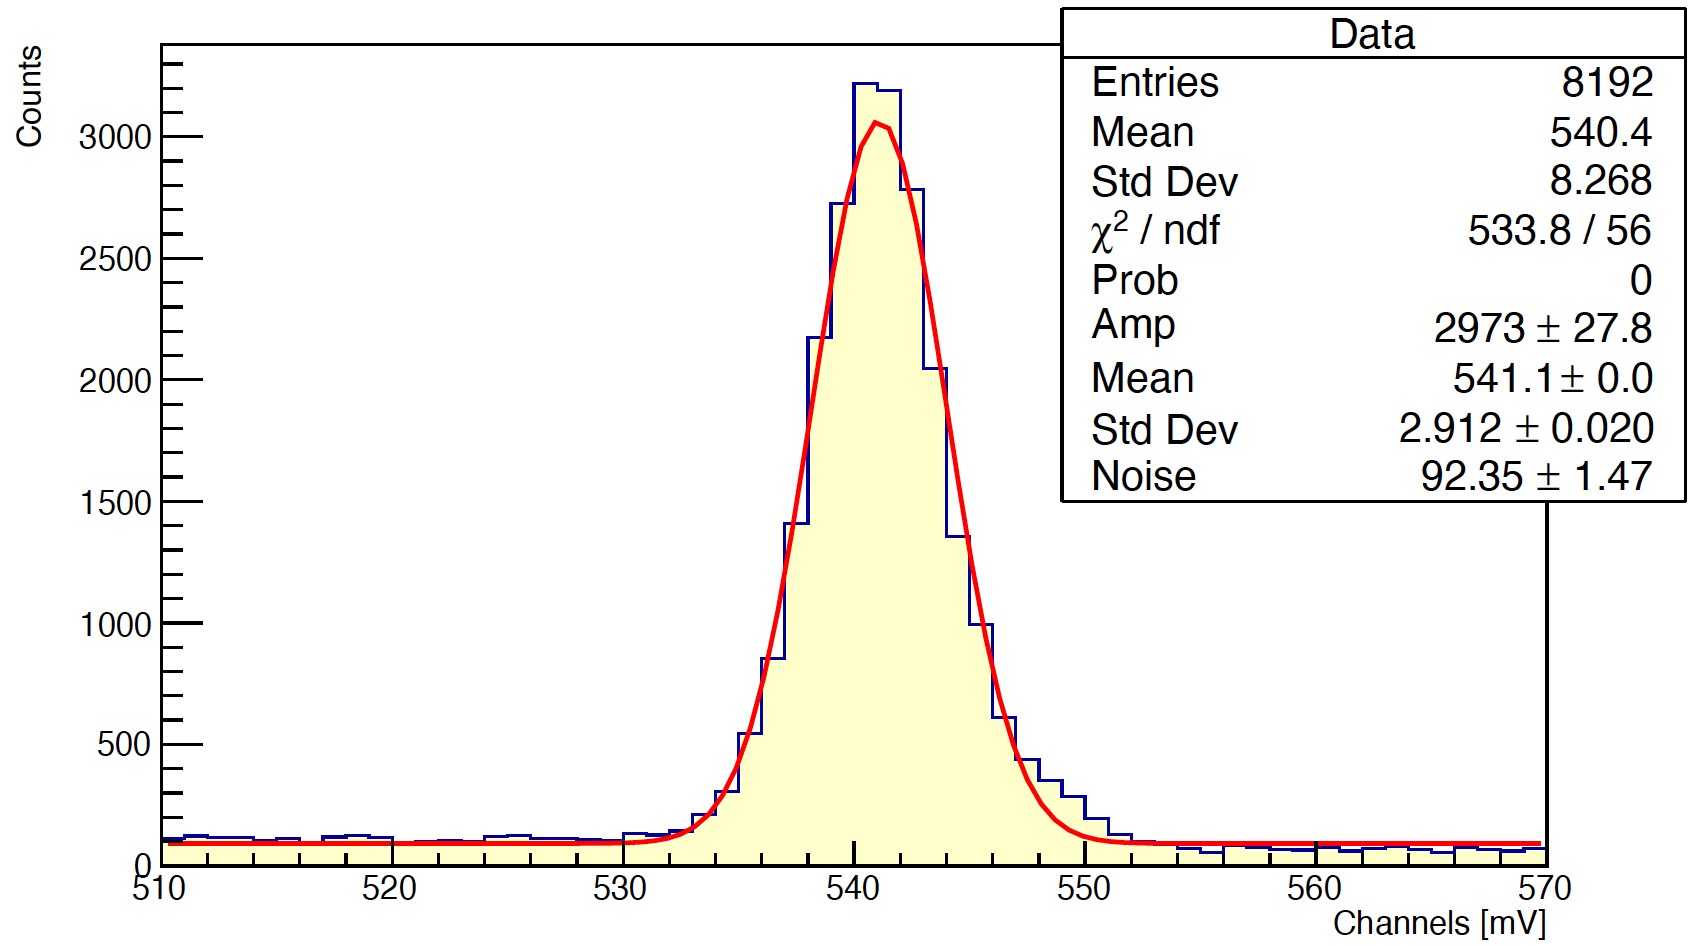 Counts
3000
2500
2000
1500
1000
500
0
510 520 530 540 550 560 570
Channels [mV]
Data
Entries 8192
Mean 540.4
Std Dev 8.268
χ² / ndf 533.8 / 56
Prob 0
Amp 2973 ± 27.8
Mean 541.1± 0.0
Std Dev 2.912 ± 0.020
Noise 92.35 ± 1.47